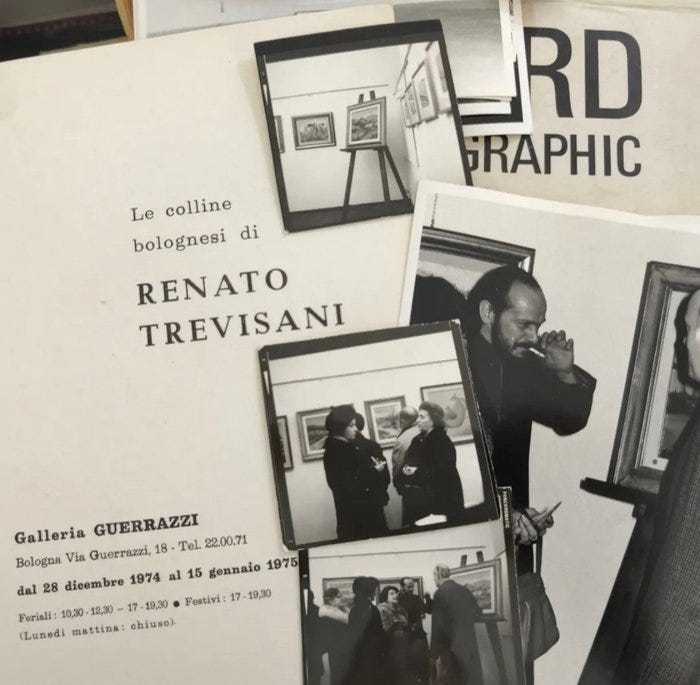 RD
GRAPHIC
Le colline
bolognesi di
RENATO
TREVISANI
Galleria GUERRAZZI
Bologna Via Guerrazzi, 18 - Tel. 22.00.71
dal 28 dicembre 1974 al 15 gennaio 1975
Feriali : 10,30 - 12,30 – 17 - 19,30 ● Festivi : 17 - 19,30
(Lunedì mattina : chiuso).
PANCHROMATIC